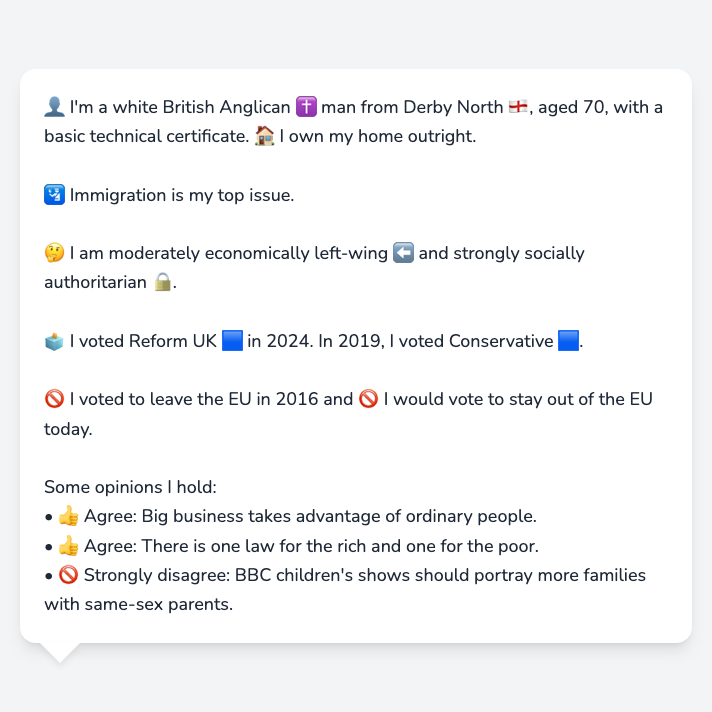 👤 I'm a white British Anglican ✝️ man from Derby North 🏴󠁧󠁢󠁥󠁮󠁧󠁿, aged 70, with a
basic technical certificate. 🏠 I own my home outright.
🛂 Immigration is my top issue.
🤔 I am moderately economically left-wing ⬅️ and strongly socially
authoritarian 🔒.
🗳️ I voted Reform UK 🟦 in 2024. In 2019, I voted Conservative 🟦.
🚫 I voted to leave the EU in 2016 and 🚫 I would vote to stay out of the EU
today.
Some opinions I hold:
• 👍 Agree: Big business takes advantage of ordinary people.
• 👍 Agree: There is one law for the rich and one for the poor.
• 🚫 Strongly disagree: BBC children's shows should portray more families
with same-sex parents.